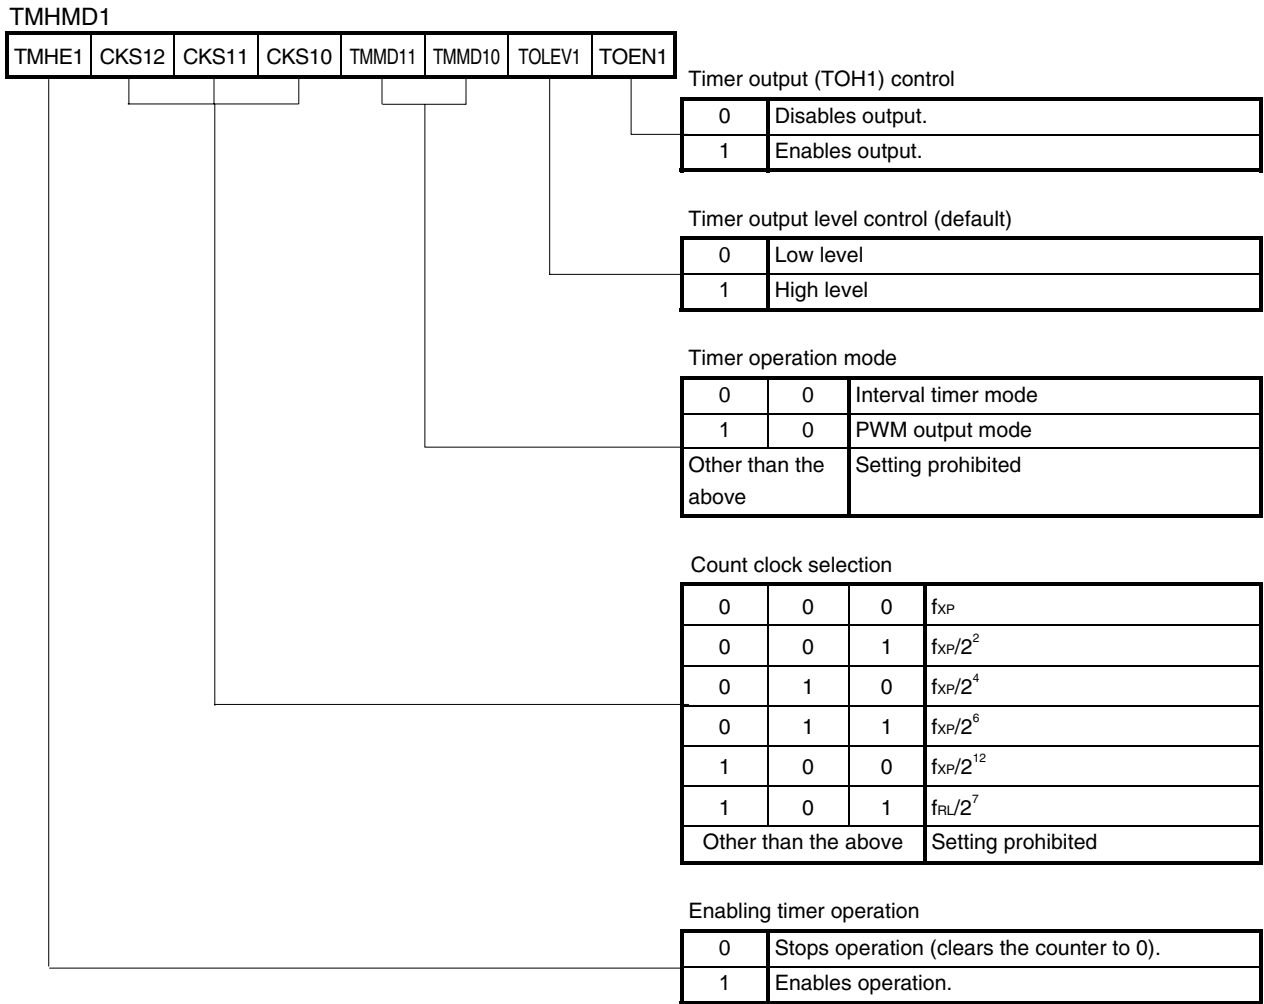 TMHMD1
TMHE1 CKS12 CKS11 CKS10 TMMD11 TMMD10 TOLEV1 TOEN1
Timer output (TOH1) control
0 Disables output.
1 Enables output.
Timer output level control (default)
0 Low level
1 High level
Timer operation mode
0 0 Interval timer mode
1 0 PWM output mode
Other than the above Setting prohibited
Count clock selection
0 0 0 fXP
0 0 1 fXP/2^2
0 1 0 fXP/2^4
0 1 1 fXP/2^6
1 0 0 fXP/2^12
1 0 1 fRL/2^7
Other than the above Setting prohibited
Enabling timer operation
0 Stops operation (clears the counter to 0).
1 Enables operation.